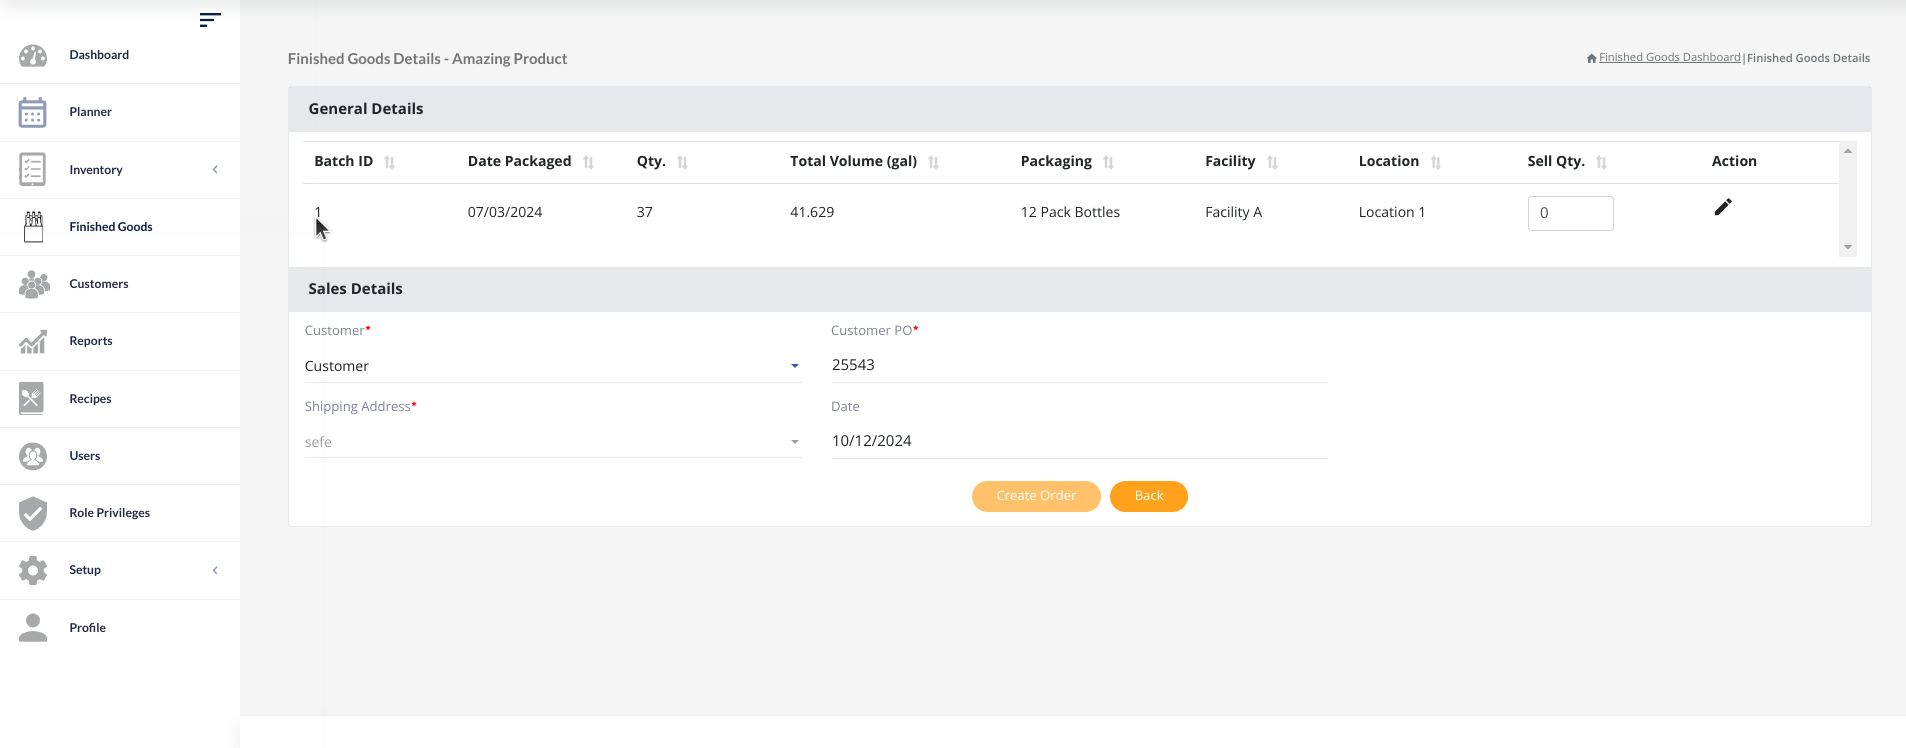 Dashboard
Planner
Inventory
Finished Goods
Customers
Reports
Recipes
Users
Role Privileges
Setup
Profile
Finished Goods Details - Amazing Product
Finished Goods Dashboard|Finished Goods Details
General Details
Batch ID Date Packaged Qty. Total Volume (gal) Packaging Facility Location Sell Qty. Action
1 07/03/2024 37 41.629 12 Pack Bottles Facility A Location 1 0
Sales Details
Customer* Customer PO*
Customer 25543
Shipping Address* Date
sefe 10/12/2024
Create Order Back